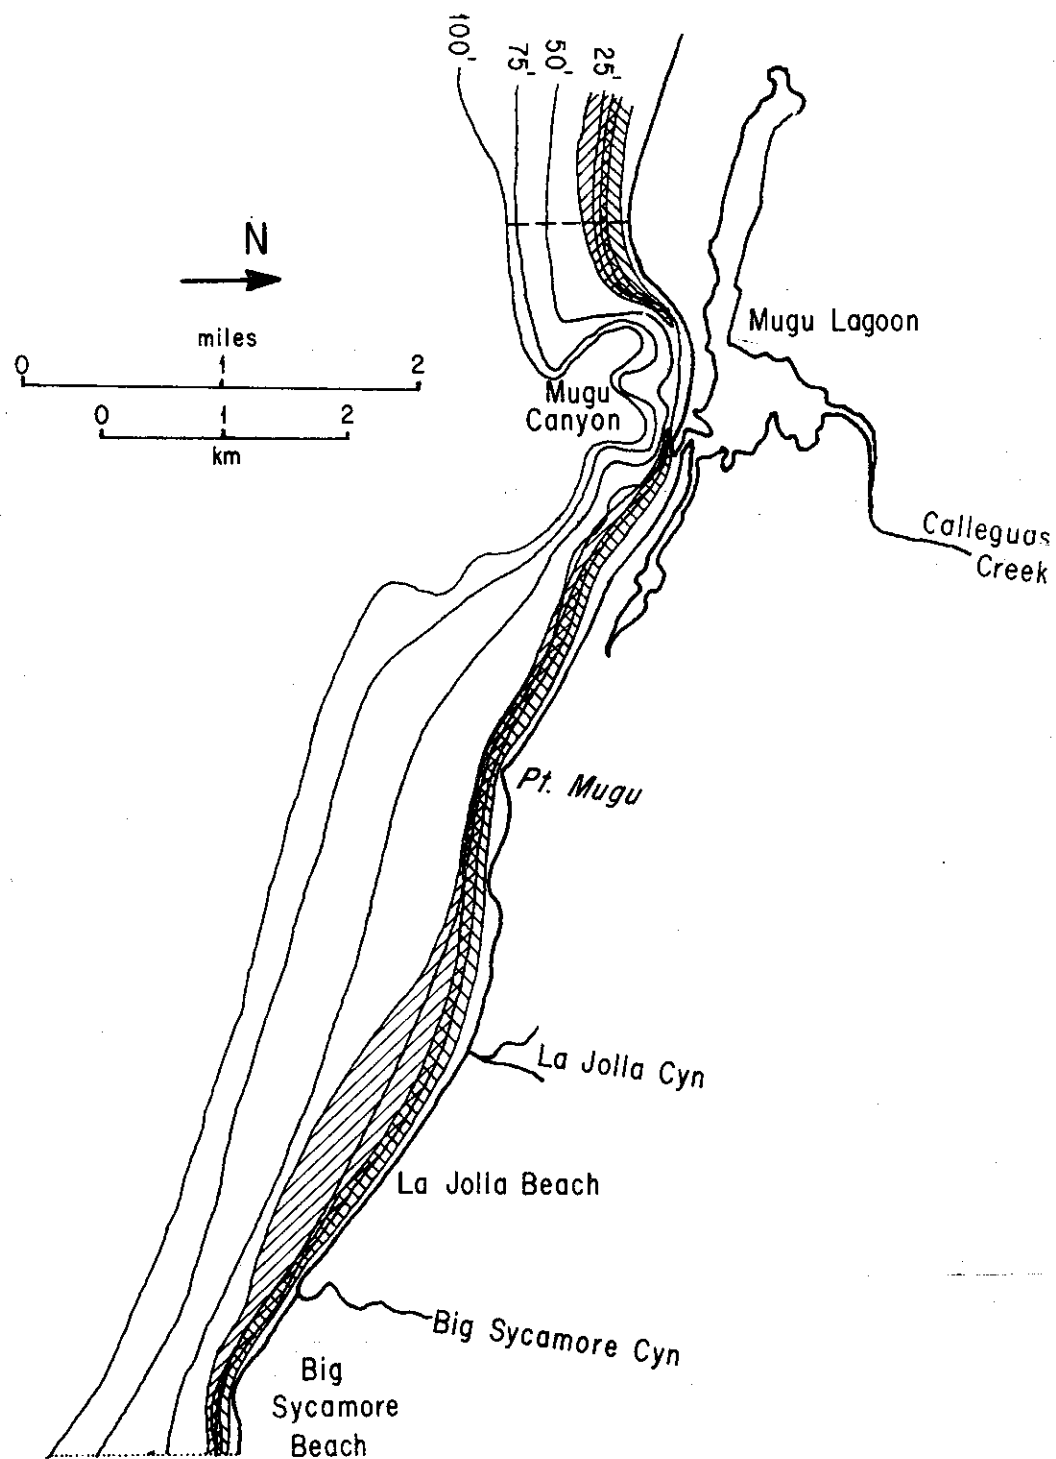 100'
75'
50'
25'
N
miles
0 1 2
0 1 2
km
Mugu Lagoon
Mugu
Canyon
Calleguas
Creek
Pt. Mugu
La Jolla Cyn
La Jolla Beach
Big Sycamore Cyn
Big
Sycamore
Beach